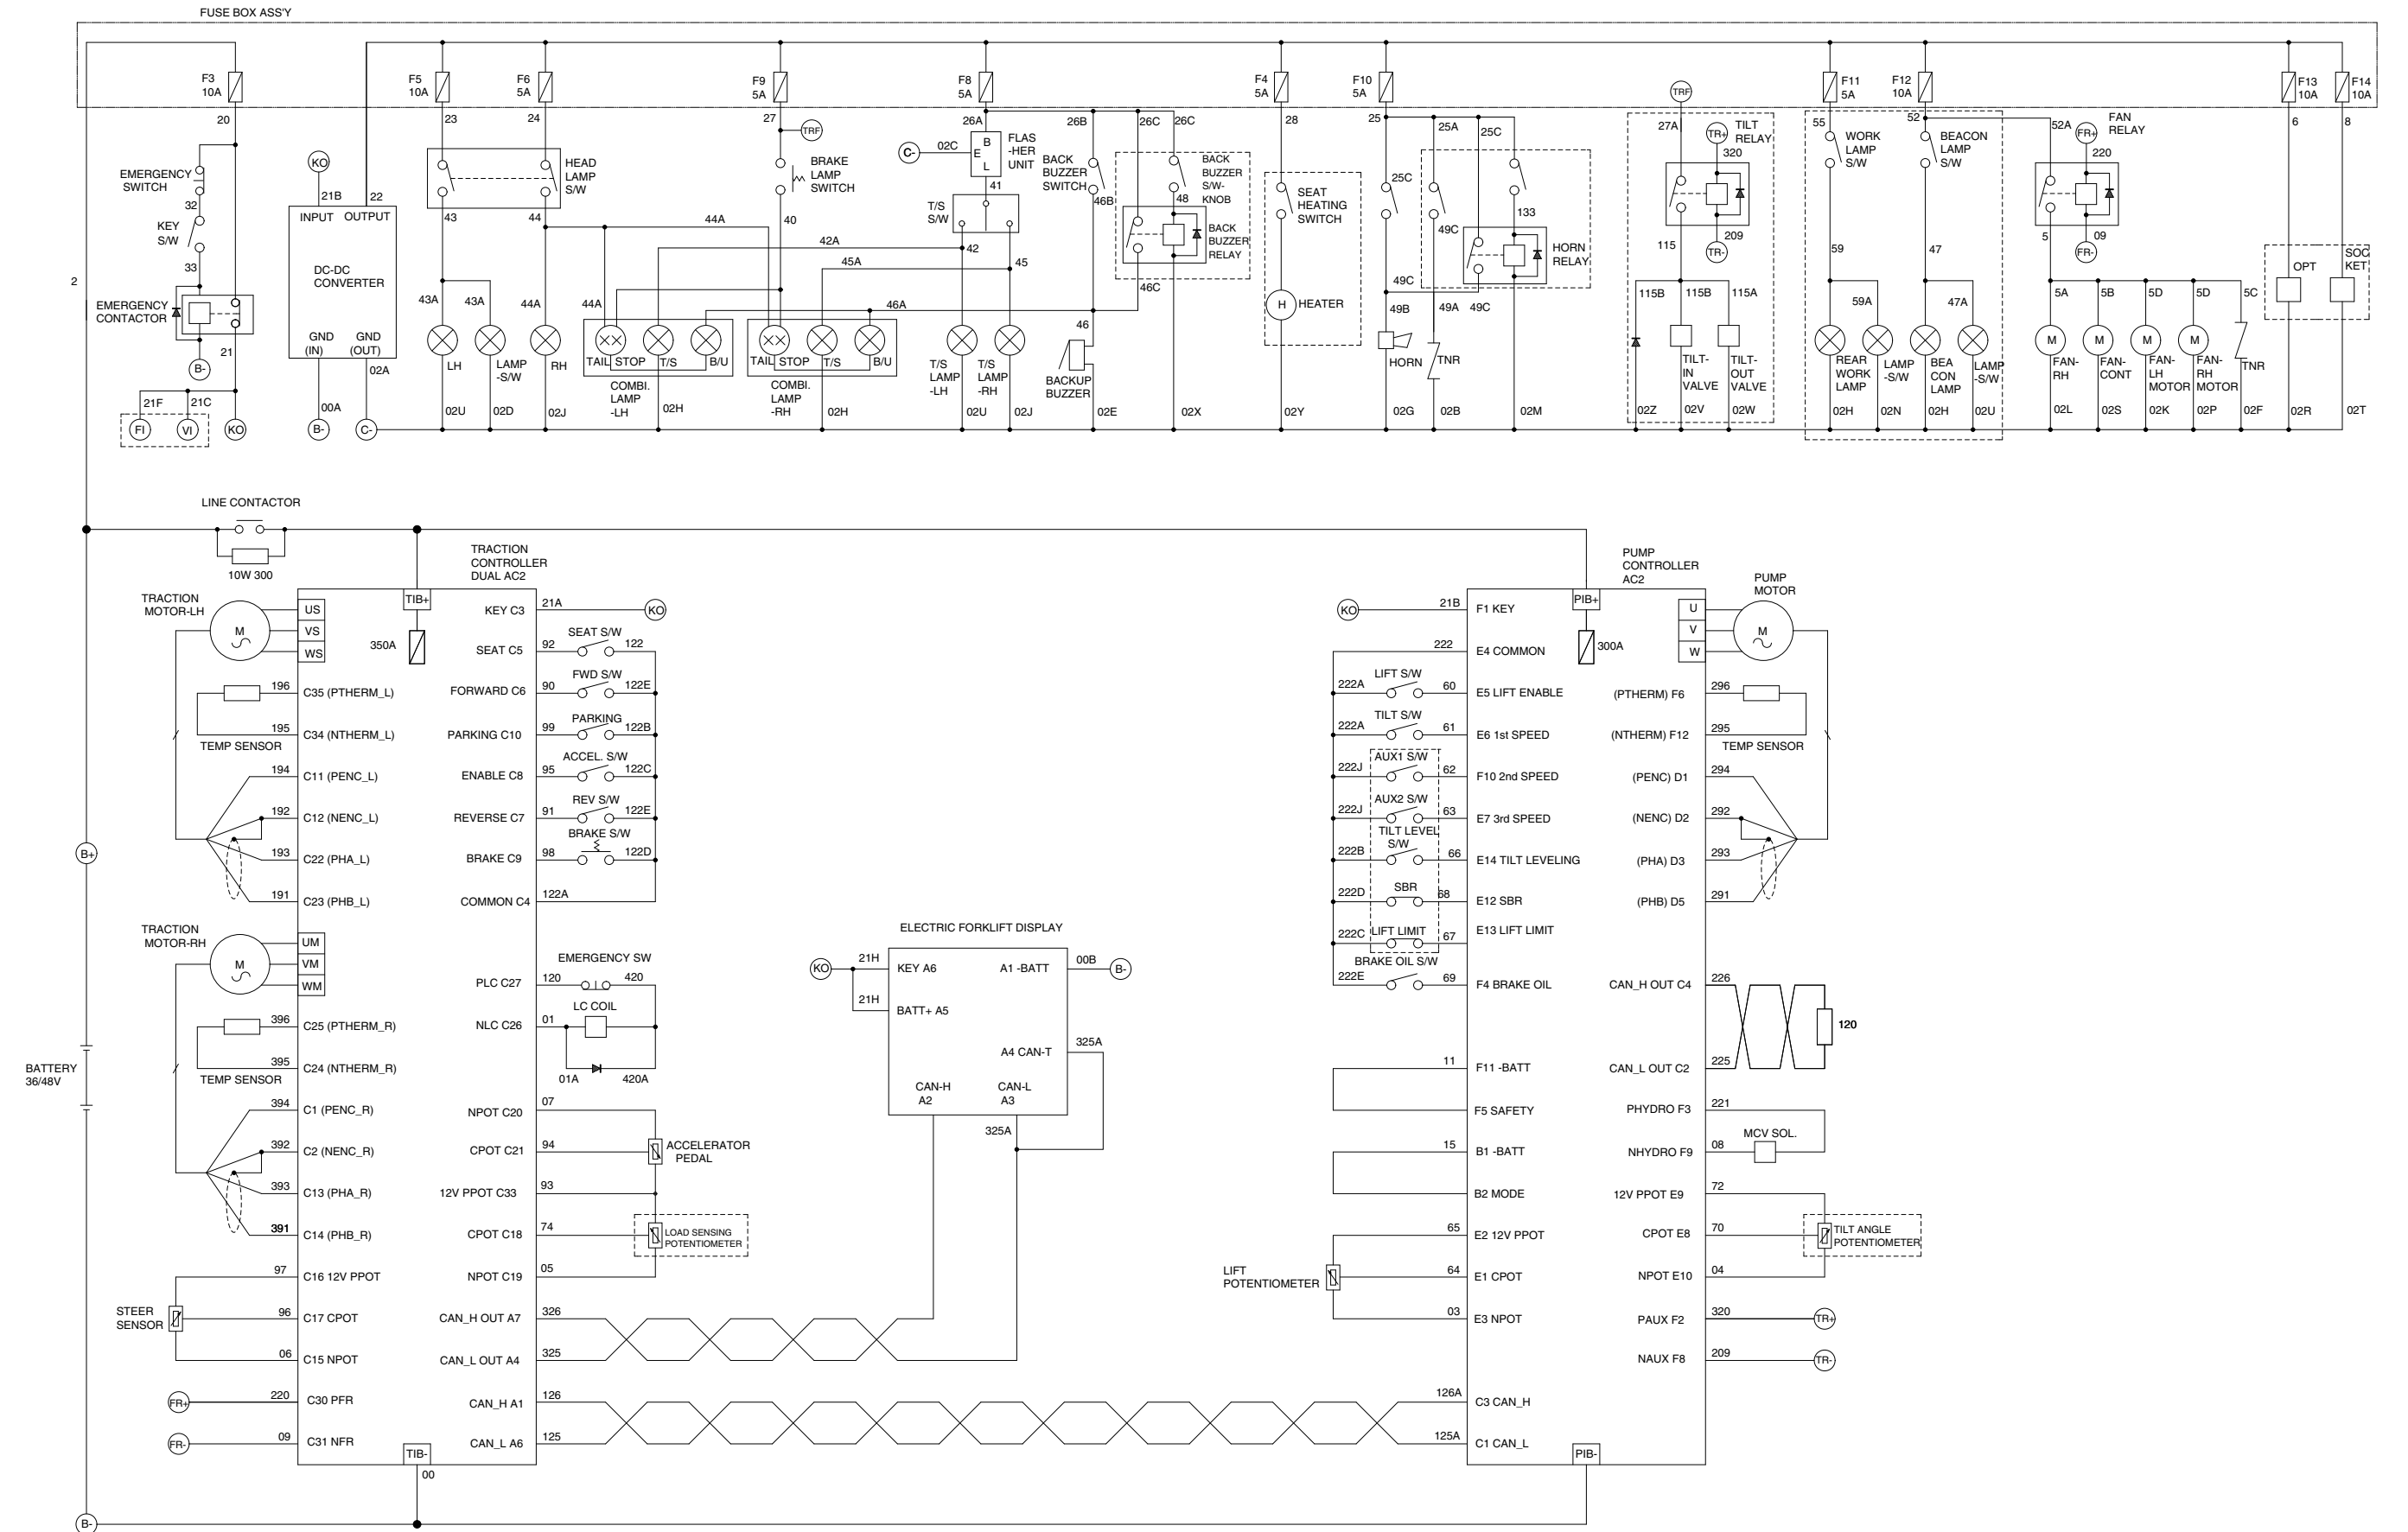 FUSE BOX ASS'Y
F3
10A
F5
10A
F6
5A
F9
5A
F8
5A
F4
5A
F10
5A
TRF
F11
5A
F12
10A
F13
10A
F14
10A
20
23
24
27
TRF
26A
26B
26C
26C
28
25
25A
25C
27A
55
52
52A
6
8
EMERGENCY
SWITCH
32
KEY
S/W
33
EMERGENCY
CONTACTOR
21
B-
21F
21C
FI
VI
KO
2
KO
21B
22
INPUT
OUTPUT
DC-DC
CONVERTER
GND
(IN)
GND
(OUT)
00A
02A
B-
C-
HEAD
LAMP
S/W
43
44
43A
43A
44A
LH
LAMP
-S/W
RH
02U
02D
02J
BRAKE
LAMP
SWITCH
40
44A
42A
45A
44A
46A
TAIL
STOP
T/S
B/U
COMBI.
LAMP
-LH
02H
TAIL
STOP
T/S
B/U
COMBI.
LAMP
-RH
02H
C-
02C
B
E
L
FLAS
-HER
UNIT
41
T/S
S/W
42
45
T/S
LAMP
-LH
T/S
LAMP
-RH
02U
02J
BACK
BUZZER
SWITCH
46B
46
BACKUP
BUZZER
02E
BACK
BUZZER
S/W-
KNOB
48
BACK
BUZZER
RELAY
46C
02X
SEAT
HEATING
SWITCH
H
HEATER
02Y
25C
49C
49C
49B
49A
49C
133
HORN
RELAY
HORN
TNR
02G
02B
02M
TR+
TILT
RELAY
320
115
209
TR-
115B
115B
115A
TILT-
IN
VALVE
TILT-
OUT
VALVE
02Z
02V
02W
WORK
LAMP
S/W
BEACON
LAMP
S/W
59
47
59A
47A
REAR
WORK
LAMP
LAMP
-S/W
BEA
CON
LAMP
LAMP
-S/W
02H
02N
02H
02U
FR+
FAN
RELAY
220
5
09
FR-
5A
5B
5D
5D
5C
M
M
M
M
FAN-
RH
FAN-
CONT
FAN-
LH
MOTOR
FAN-
RH
MOTOR
TNR
02L
02S
02K
02P
02F
OPT
SOC
KET
02R
02T
LINE CONTACTOR
10W 300
B+
BATTERY
36/48V
B-
TRACTION
CONTROLLER
DUAL AC2
TIB+
350A
TRACTION
MOTOR-LH
M
US
VS
WS
196
C35 (PTHERM_L)
195
C34 (NTHERM_L)
TEMP SENSOR
194
C11 (PENC_L)
192
C12 (NENC_L)
193
C22 (PHA_L)
191
C23 (PHB_L)
TRACTION
MOTOR-RH
M
UM
VM
WM
396
C25 (PTHERM_R)
395
C24 (NTHERM_R)
TEMP SENSOR
394
C1 (PENC_R)
392
C2 (NENC_R)
393
C13 (PHA_R)
391
C14 (PHB_R)
97
C16 12V PPOT
STEER
SENSOR
96
C17 CPOT
06
C15 NPOT
FR+
220
C30 PFR
FR-
09
C31 NFR
TIB-
00
KEY C3
21A
KO
SEAT C5
92
SEAT S/W
122
FORWARD C6
90
FWD S/W
122E
PARKING C10
99
PARKING
122B
ENABLE C8
95
ACCEL. S/W
122C
REVERSE C7
91
REV S/W
122E
BRAKE C9
98
BRAKE S/W
122D
COMMON C4
122A
PLC C27
120
EMERGENCY SW
420
NLC C26
01
LC COIL
01A
420A
NPOT C20
07
CPOT C21
94
ACCELERATOR
PEDAL
12V PPOT C33
93
CPOT C18
74
LOAD SENSING
POTENTIOMETER
NPOT C19
05
CAN_H OUT A7
326
CAN_L OUT A4
325
CAN_H A1
126
CAN_L A6
125
ELECTRIC FORKLIFT DISPLAY
KO
21H
KEY A6
A1 -BATT
00B
B-
21H
BATT+ A5
A4 CAN-T
325A
CAN-H
A2
CAN-L
A3
325A
PUMP
CONTROLLER
AC2
PIB+
300A
PUMP
MOTOR
U
V
W
M
KO
21B
F1 KEY
222
E4 COMMON
222A
LIFT S/W
60
E5 LIFT ENABLE
222A
TILT S/W
61
E6 1st SPEED
222J
AUX1 S/W
62
F10 2nd SPEED
222J
AUX2 S/W
63
E7 3rd SPEED
TILT LEVEL
S/W
222B
66
E14 TILT LEVELING
222D
SBR
68
E12 SBR
222C
LIFT LIMIT
67
E13 LIFT LIMIT
BRAKE OIL S/W
222E
69
F4 BRAKE OIL
11
F11 -BATT
F5 SAFETY
15
B1 -BATT
B2 MODE
65
E2 12V PPOT
LIFT
POTENTIOMETER
64
E1 CPOT
03
E3 NPOT
126A
C3 CAN_H
125A
C1 CAN_L
PIB-
(PTHERM) F6
296
(NTHERM) F12
295
TEMP SENSOR
(PENC) D1
294
(NENC) D2
292
(PHA) D3
293
(PHB) D5
291
CAN_H OUT C4
226
120
CAN_L OUT C2
225
PHYDRO F3
221
MCV SOL.
NHYDRO F9
08
12V PPOT E9
72
CPOT E8
70
TILT ANGLE
POTENTIOMETER
NPOT E10
04
PAUX F2
320
TR+
NAUX F8
209
TR-